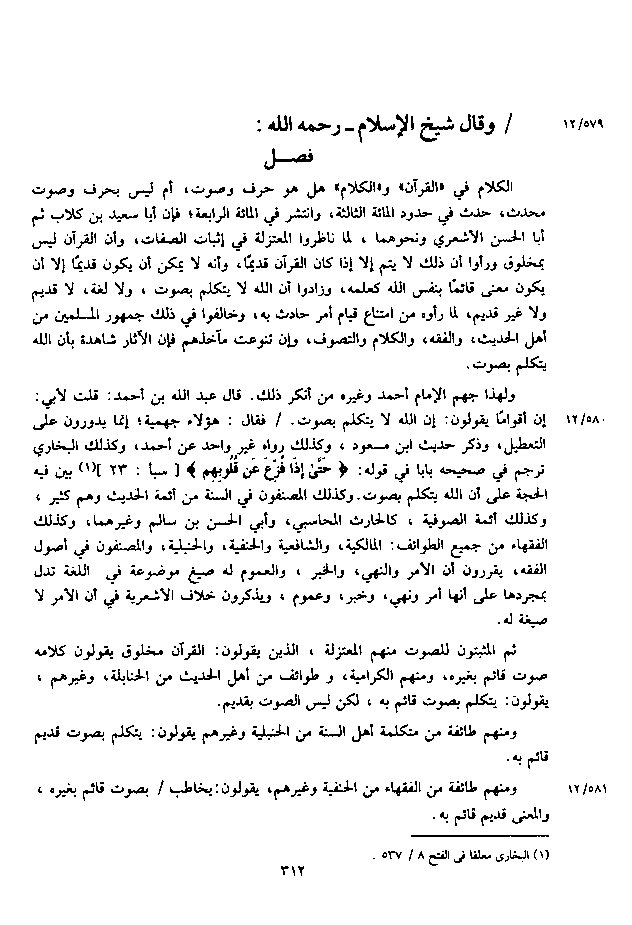 ١٢/٥٧٩ / وقال شيخ الإسلام ـ رحمه الله :
فصــل
الكلام في «القرآن» و«الكلام» هل هو حرف وصوت، أم ليس بحرف وصوت
محدث، حدث في حدود المائة الثالثة، وانتشر في المائة الرابعة؛ فإن أبا سعيد بن كلاب ثم
أبا الحسن الأشعري ونحوهما ، لما ناظروا المعتزلة في إثبات الصفات، وأن القرآن ليس
بمخلوق ورأوا أن ذلك لا يتم إلا إذا كان القرآن قديمًا، وأنه لا يمكن أن يكون قديمًا إلا أن
يكون معنى قائمًا بنفس الله كعلمه، وزادوا أن الله لا يتكلم بصوت ، ولا لغة، لا قديم
ولا غير قديم، لما رأوه من امتناع قيام أمر حادث به، وخالفوا في ذلك جمهور المسلمين من
أهل الحديث، والفقه، والكلام والتصوف، وإن تنوعت مآخذهم فإن الآثار شاهدة بأن الله
يتكلم بصوت.
ولهذا جهم الإمام أحمد وغيره من أنكر ذلك. قال عبد الله بن أحمد: قلت لأبي:
١٢/٥٨٠ إن أقوامًا يقولون: إن الله لا يتكلم بصوت. / فقال : هؤلاء جهمية؛ إنما يدورون على
التعطيل، وذكر حديث ابن مسعود ، وكذلك رواه غير واحد عن أحمد، وكذلك البخاري
ترجم في صحيحه بابا في قوله: ﴿ حَتَّىٰ إِذَا فُزِّعَ عَن قُلُوبِهِمْ ﴾ [ سبأ : ٢٣ ](١) بين فيه
الحجة على أن الله يتكلم بصوت. وكذلك المصنفون في السنة من أئمة الحديث وهم كثير ،
وكذلك أئمة الصوفية ، كالحارث المحاسبي، وأبي الحسن بن سالم وغيرهما، وكذلك
الفقهاء من جميع الطوائف: المالكية، والشافعية والحنفية، والحنبلية، والمصنفون في أصول
الفقه، يقررون أن الأمر والنهي، والخبر ، والعموم له صيغ موضوعة في اللغة تدل
بمجردها على أنها أمر ونهي، وخبر، وعموم ، ويذكرون خلاف الأشعرية في أن الأمر لا
صيغة له.
ثم المثبتون للصوت منهم المعتزلة ، الذين يقولون: القرآن مخلوق يقولون كلامه
صوت قائم بغيره، ومنهم الكرامية، و طوائف من أهل الحديث من الحنابلة، وغيرهم ،
يقولون: يتكلم بصوت قائم به ، لكن ليس الصوت بقديم.
ومنهم طائفة من متكلمة أهل السنة من الحنبلية وغيرهم يقولون: يتكلم بصوت قديم
قائم به.
١٢/٥٨١ ومنهم طائفة من الفقهاء من الحنفية وغيرهم، يقولون: يخاطب / بصوت قائم بغيره ،
والمعنى قديم قائم به.
(١) البخارى معلقا فى الفتح ٨ / ٥٣٧ .
٣١٢